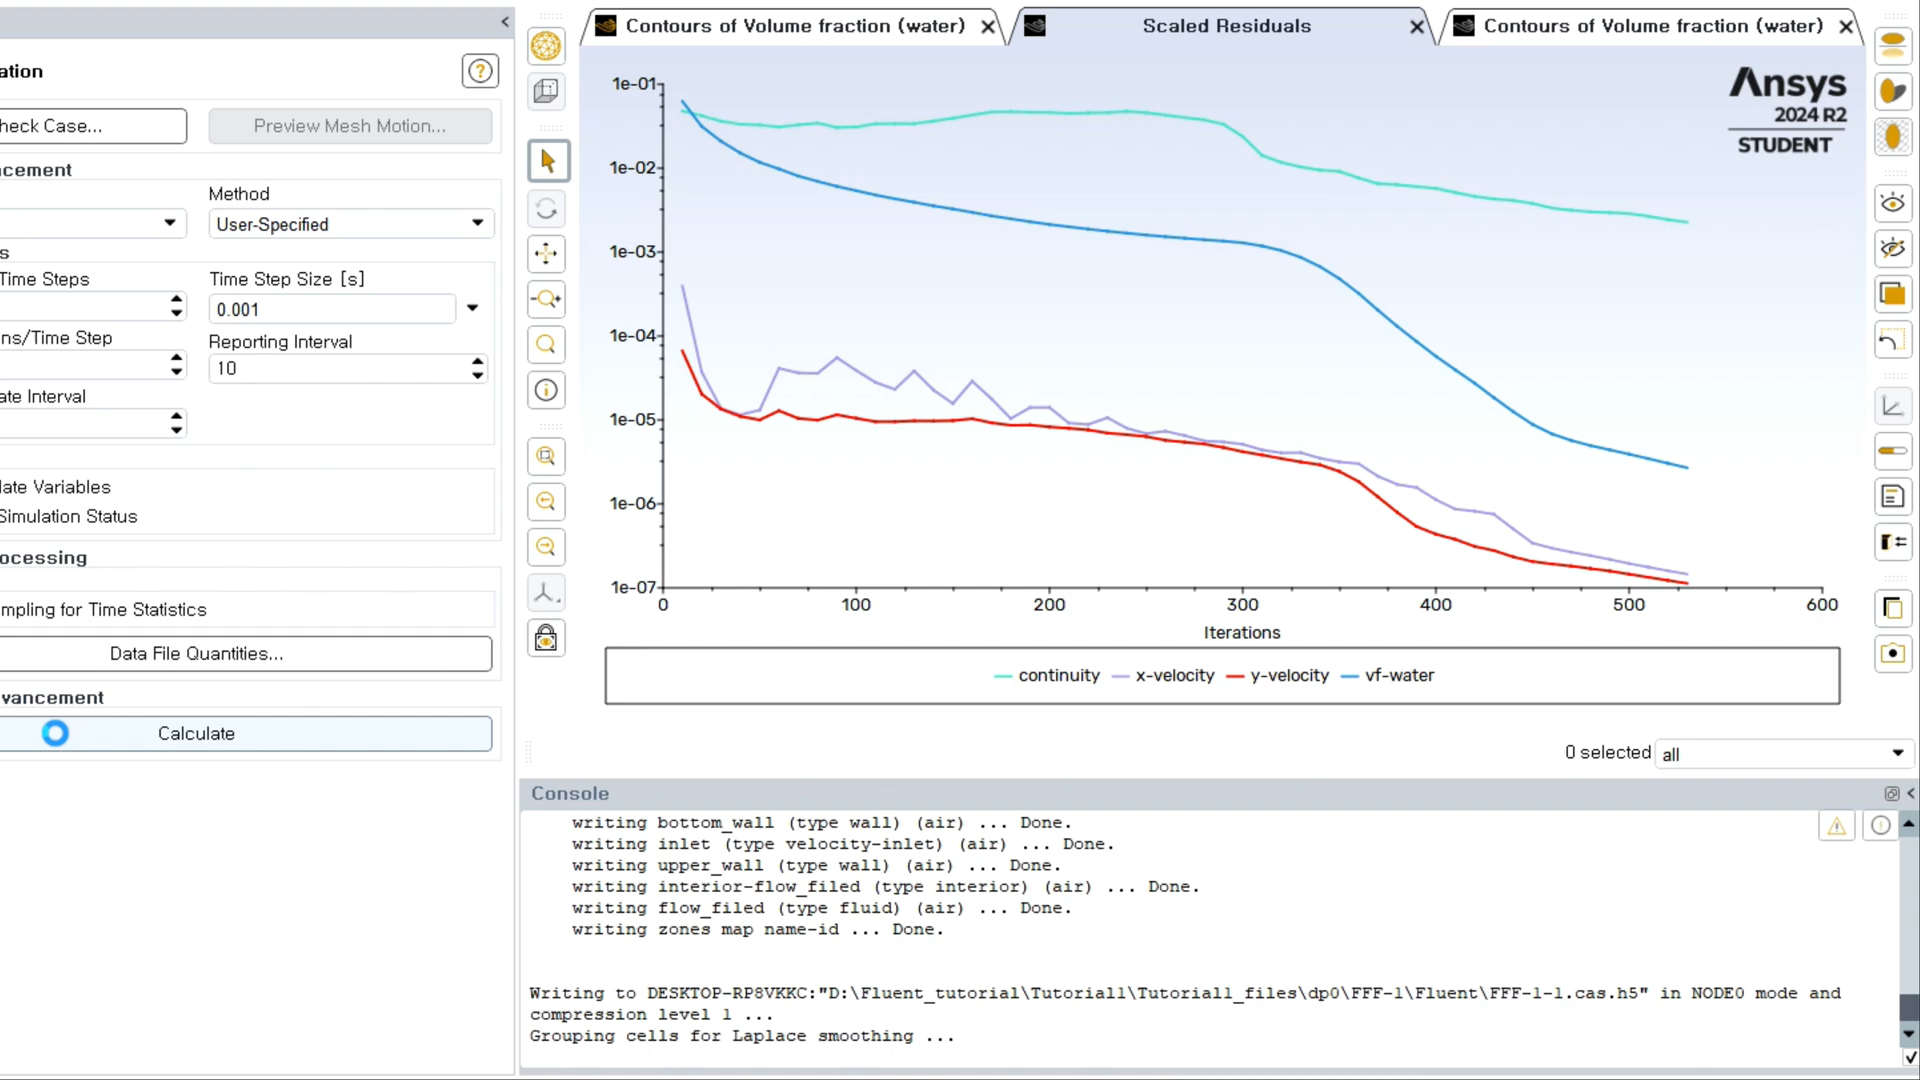 Contours of Volume fraction (water)
Scaled Residuals
Contours of Volume fraction (water)
ation
heck Case...
Preview Mesh Motion...
cement
Method
User-Specified
s
Time Steps
Time Step Size [s]
0.001
ns/Time Step
Reporting Interval
10
ate Interval
late Variables
Simulation Status
ocessing
mpling for Time Statistics
Data File Quantities...
vancement
Calculate
Ansys
2024 R2
STUDENT
1e-01
1e-02
1e-03
1e-04
1e-05
1e-06
1e-07
0 100 200 300 400 500 600
Iterations
continuity x-velocity y-velocity vf-water
0 selected all
Console
writing bottom_wall (type wall) (air) ... Done.
writing inlet (type velocity-inlet) (air) ... Done.
writing upper_wall (type wall) (air) ... Done.
writing interior-flow_filed (type interior) (air) ... Done.
writing flow_filed (type fluid) (air) ... Done.
writing zones map name-id ... Done.
Writing to DESKTOP-RP8VKKC:"D:\Fluent_tutorial\Tutorial1\Tutorial1_files\dp0\FFF-1\Fluent\FFF-1-1.cas.h5" in NODE0 mode and
compression level 1 ...
Grouping cells for Laplace smoothing ...